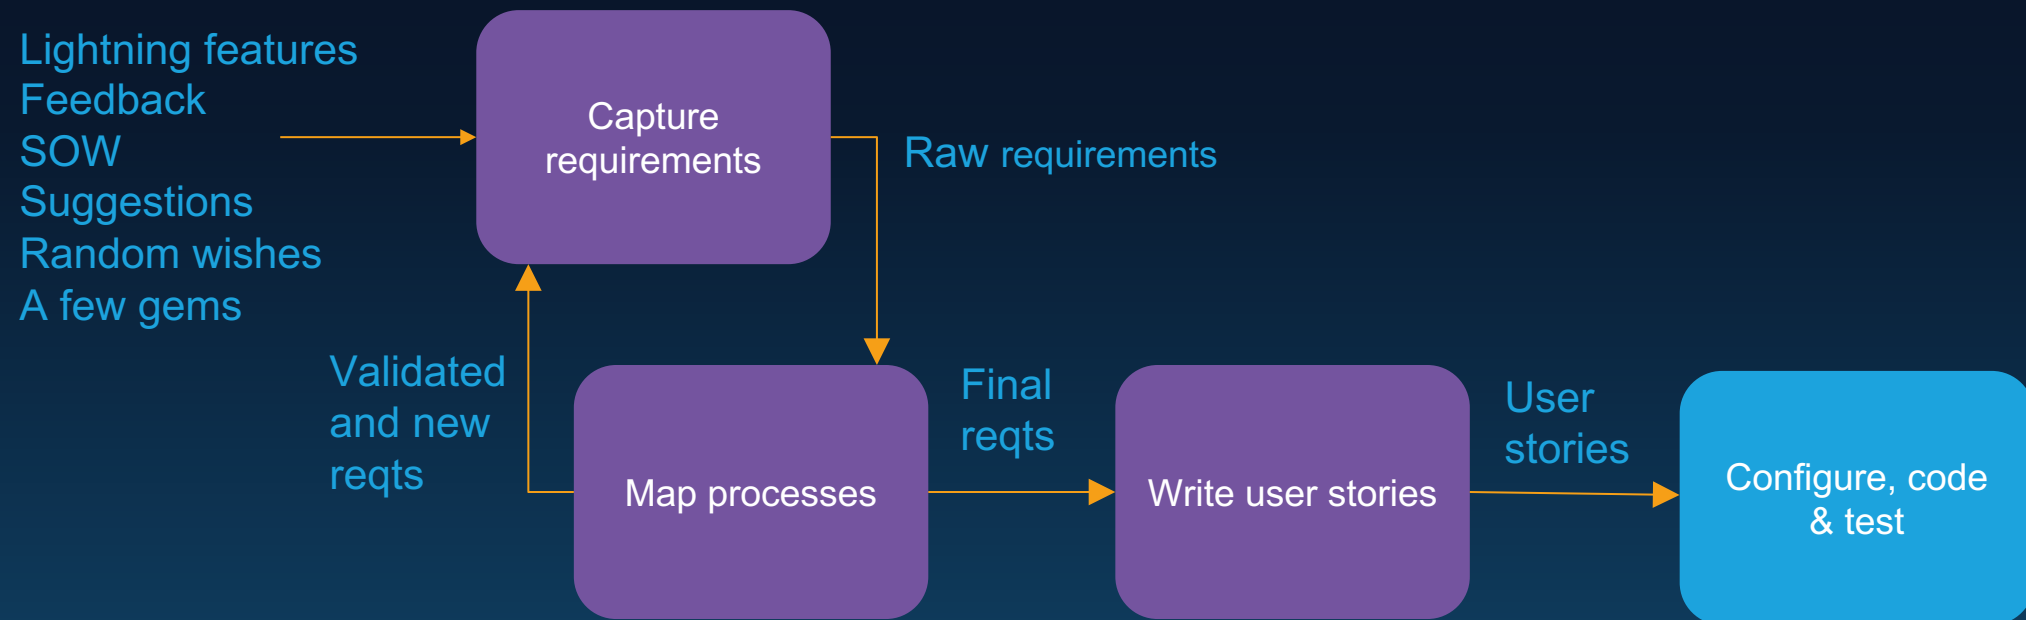 Lightning features
Feedback
SOW
Suggestions
Random wishes
A few gems
Capture
requirements
Raw requirements
Validated
and new
reqts
Map processes
Final
reqts
Write user stories
User
stories
Configure, code
& test